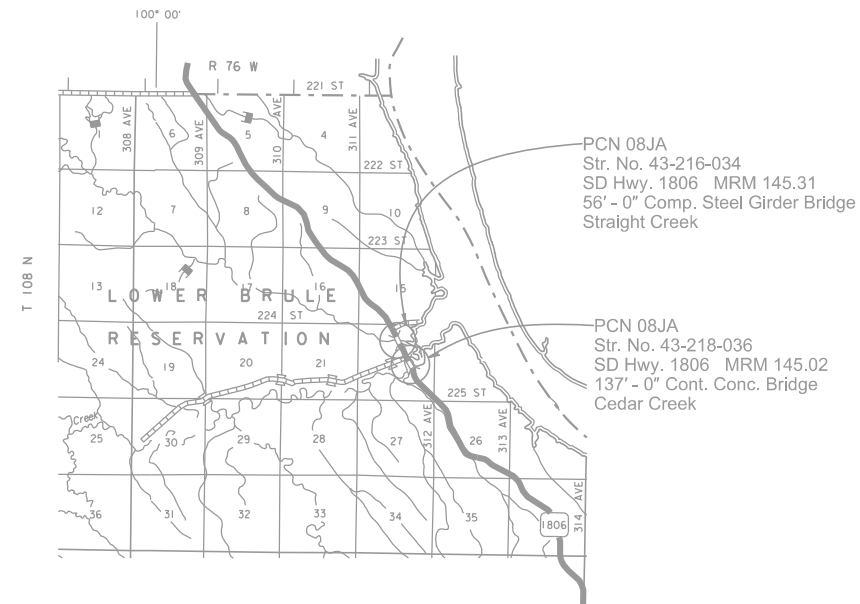 100° 00'
R 76 W
221 ST
308 AVE
309 AVE
310 AVE
311 AVE
1
6
5
4
222 ST
PCN 08JA
Str. No. 43-216-034
SD Hwy. 1806 MRM 145.31
56' - 0" Comp. Steel Girder Bridge
Straight Creek
12
7
8
9
10
223 ST
T 108 N
13
18
17
16
15
LOWER BRULE
224 ST
RESERVATION
PCN 08JA
Str. No. 43-218-036
SD Hwy. 1806 MRM 145.02
137' - 0" Cont. Conc. Bridge
Cedar Creek
24
19
20
21
225 ST
Creek
25
30
29
28
27
312 AVE
26
313 AVE
36
31
32
33
34
35
1806
314 AVE